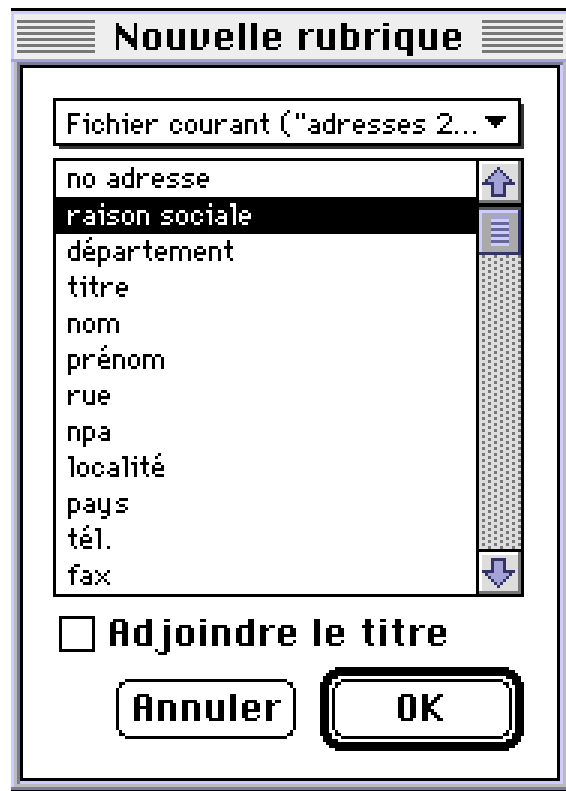 Nouvelle rubrique
Fichier courant ("adresses 2...
no adresse
raison sociale
département
titre
nom
prénom
rue
npa
localité
pays
tél.
fax
Adjoindre le titre
Annuler OK